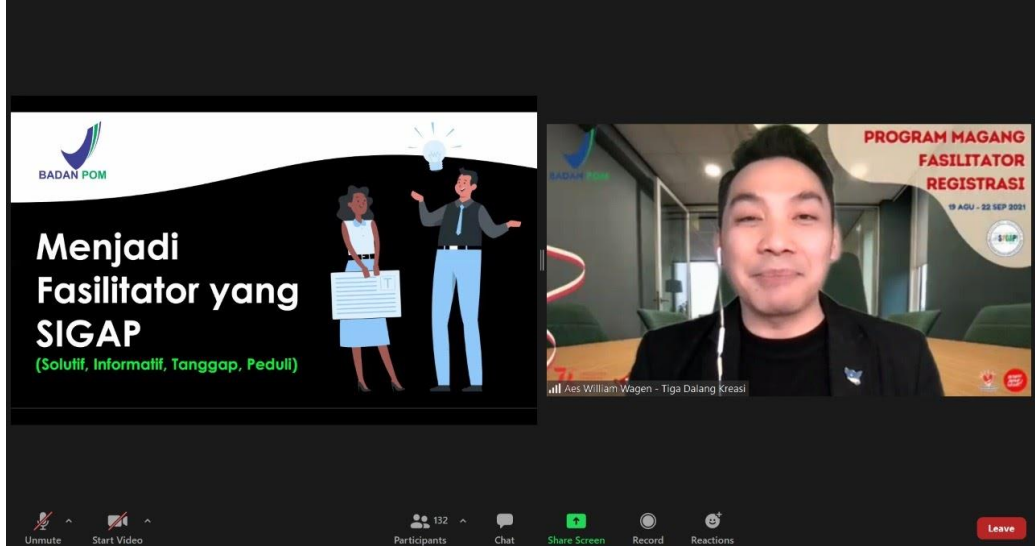 BADAN POM
Menjadi
Fasilitator yang
SIGAP
(Solutif, Informatif, Tanggap, Peduli)
T
BADAN POM
PROGRAM MAGANG
FASILITATOR
REGISTRASI
19 AGU - 22 SEP 2021
SIGAP
Aes William Wagen - Tiga Dalang Kreasi
Unmute
Start Video
132
Participants
Chat
Share Screen
Record
Reactions
Leave